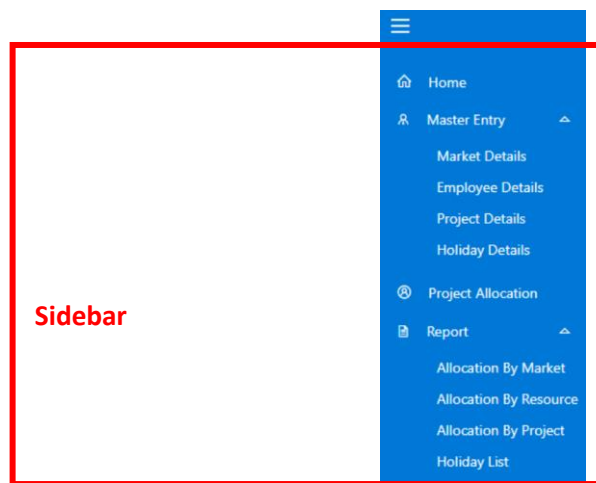 Home
Master Entry
Market Details
Employee Details
Project Details
Holiday Details
Project Allocation
Sidebar
Report
Allocation By Market
Allocation By Resource
Allocation By Project
Holiday List